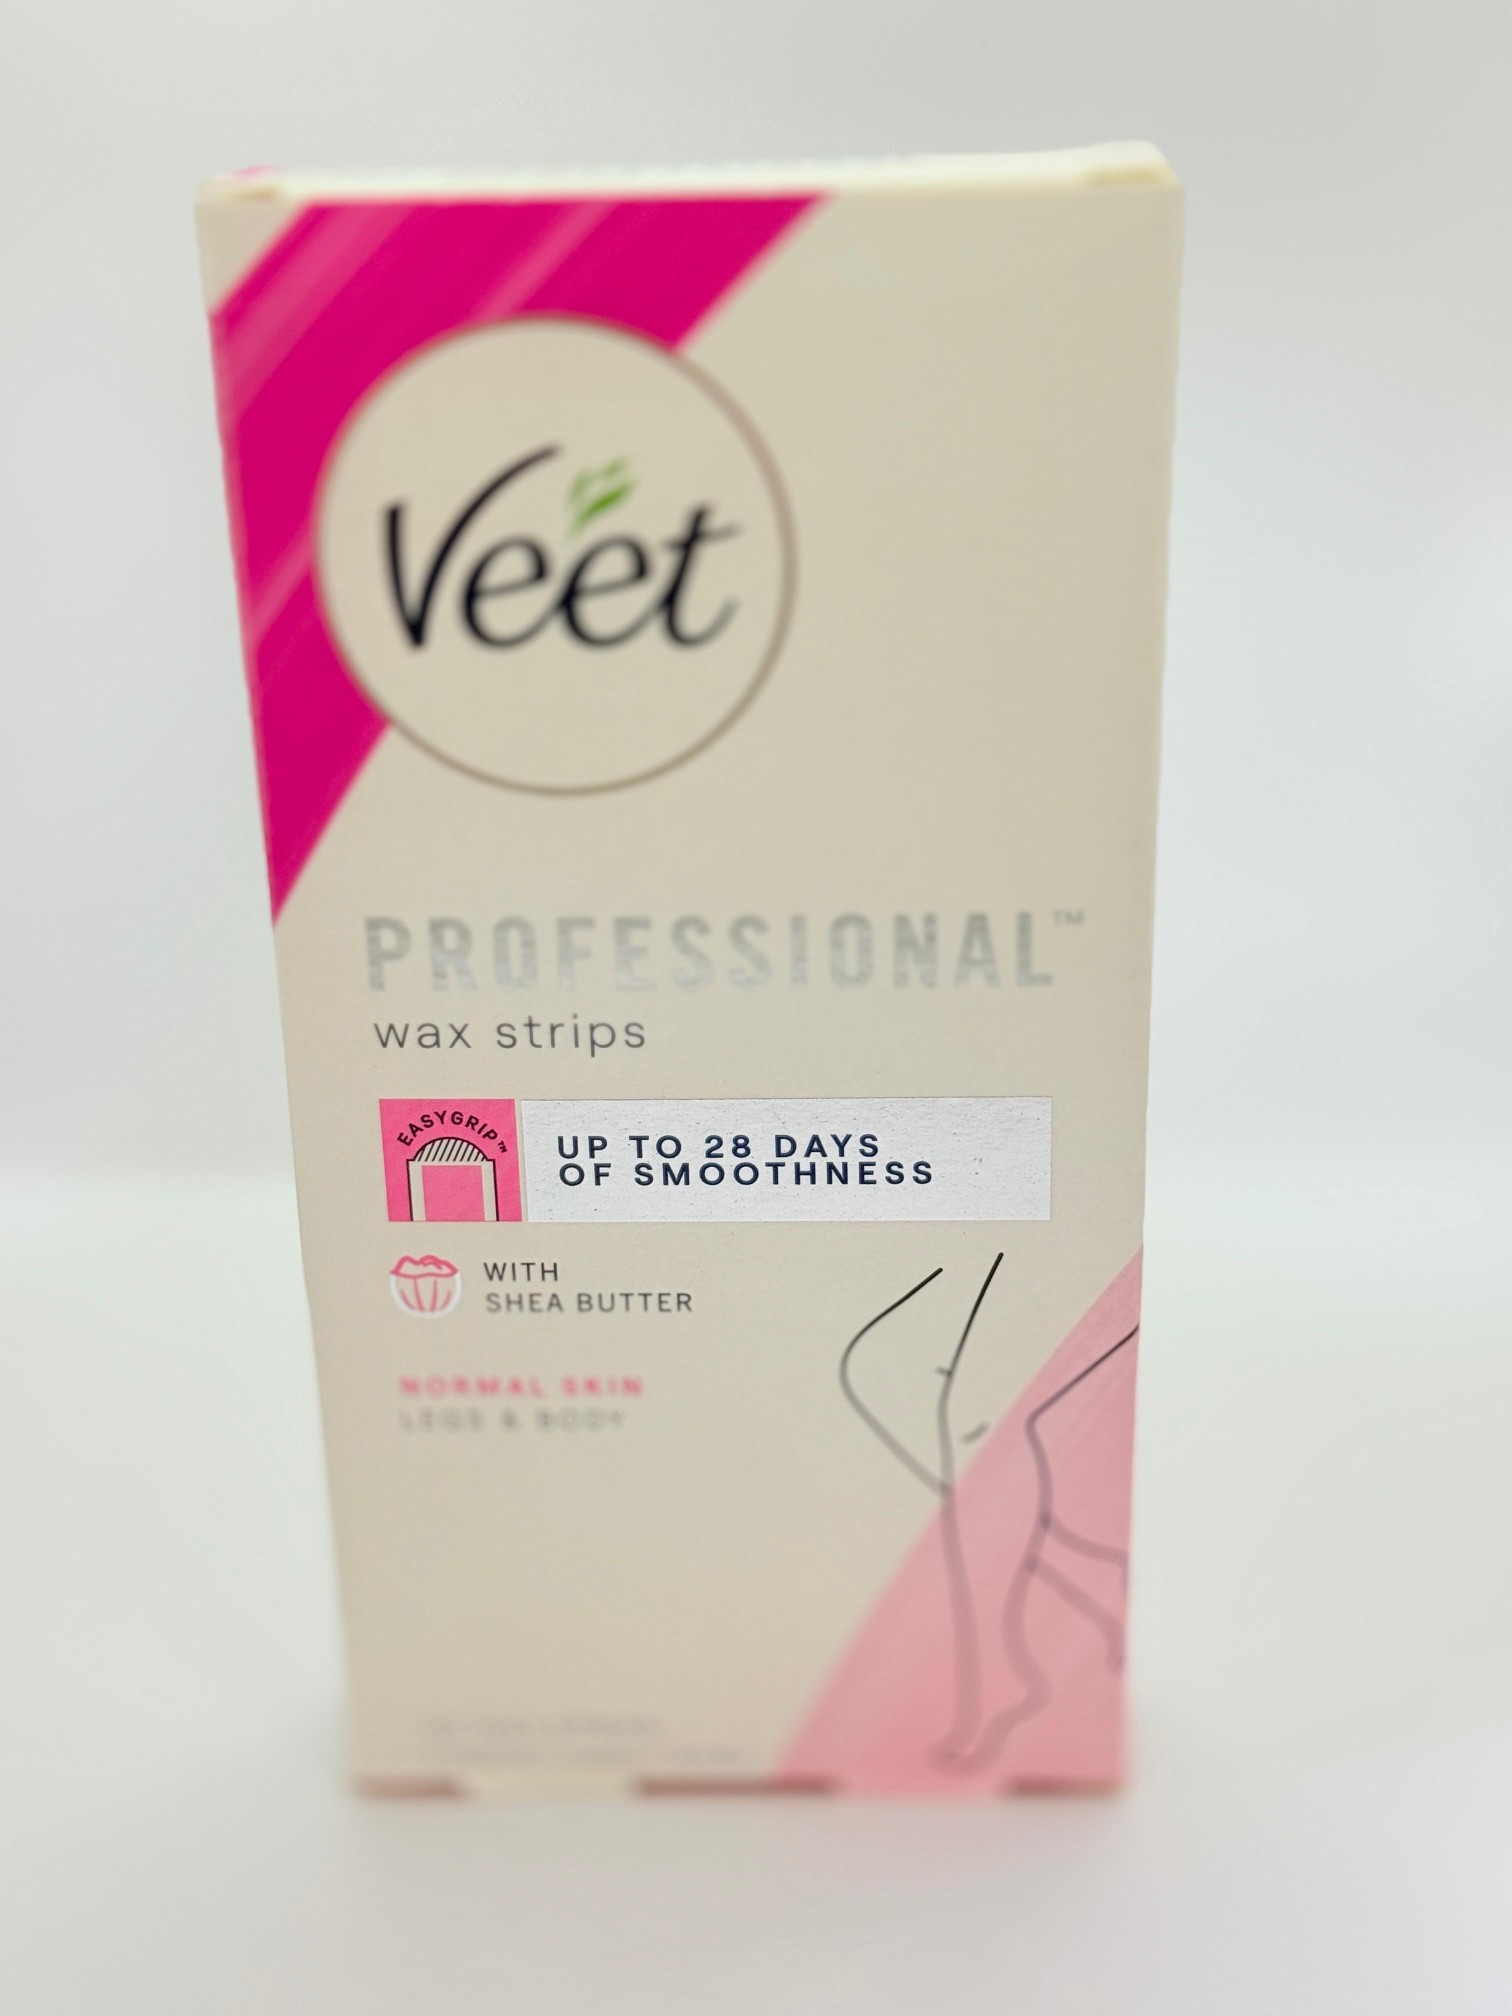 Veet
PROFESSIONAL™
wax strips
EASYGRIP™
UP TO 28 DAYS
OF SMOOTHNESS
WITH
SHEA BUTTER
NORMAL SKIN
LEGS & BODY